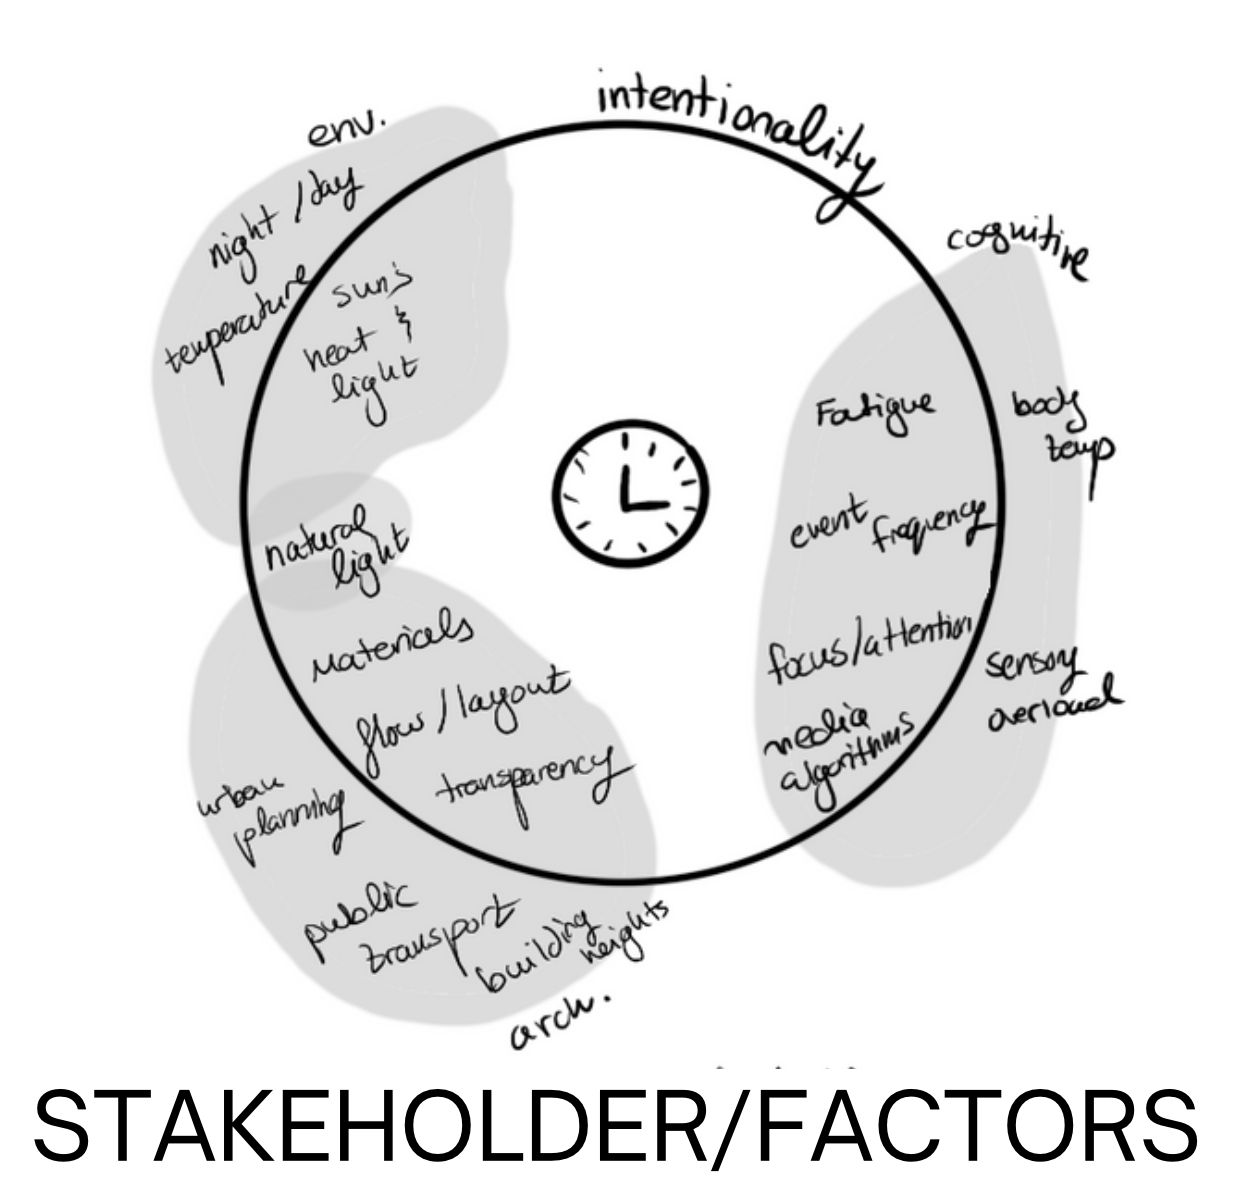 intentionality
env.
night / day
temperature
sun's
heat &
light
cognitive
Fatigue
body
temp
event frequency
focus/attention
sensory
overload
media
algorithms
natural
light
Materials
flow / layout
transparency
urban
planning
public
transport
building
heights
arch.
STAKEHOLDER/FACTORS